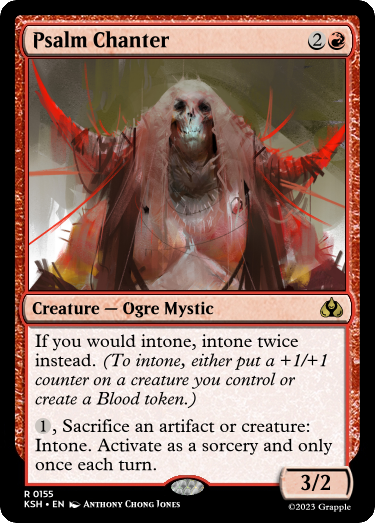 Psalm Chanter 2
Creature — Ogre Mystic
If you would intone, intone twice
instead. (To intone, either put a +1/+1
counter on a creature you control or
create a Blood token.)
1, Sacrifice an artifact or creature:
Intone. Activate as a sorcery and only
once each turn.
3/2
R 0155
KSH • EN Anthony Chong Jones
©2023 Grapple